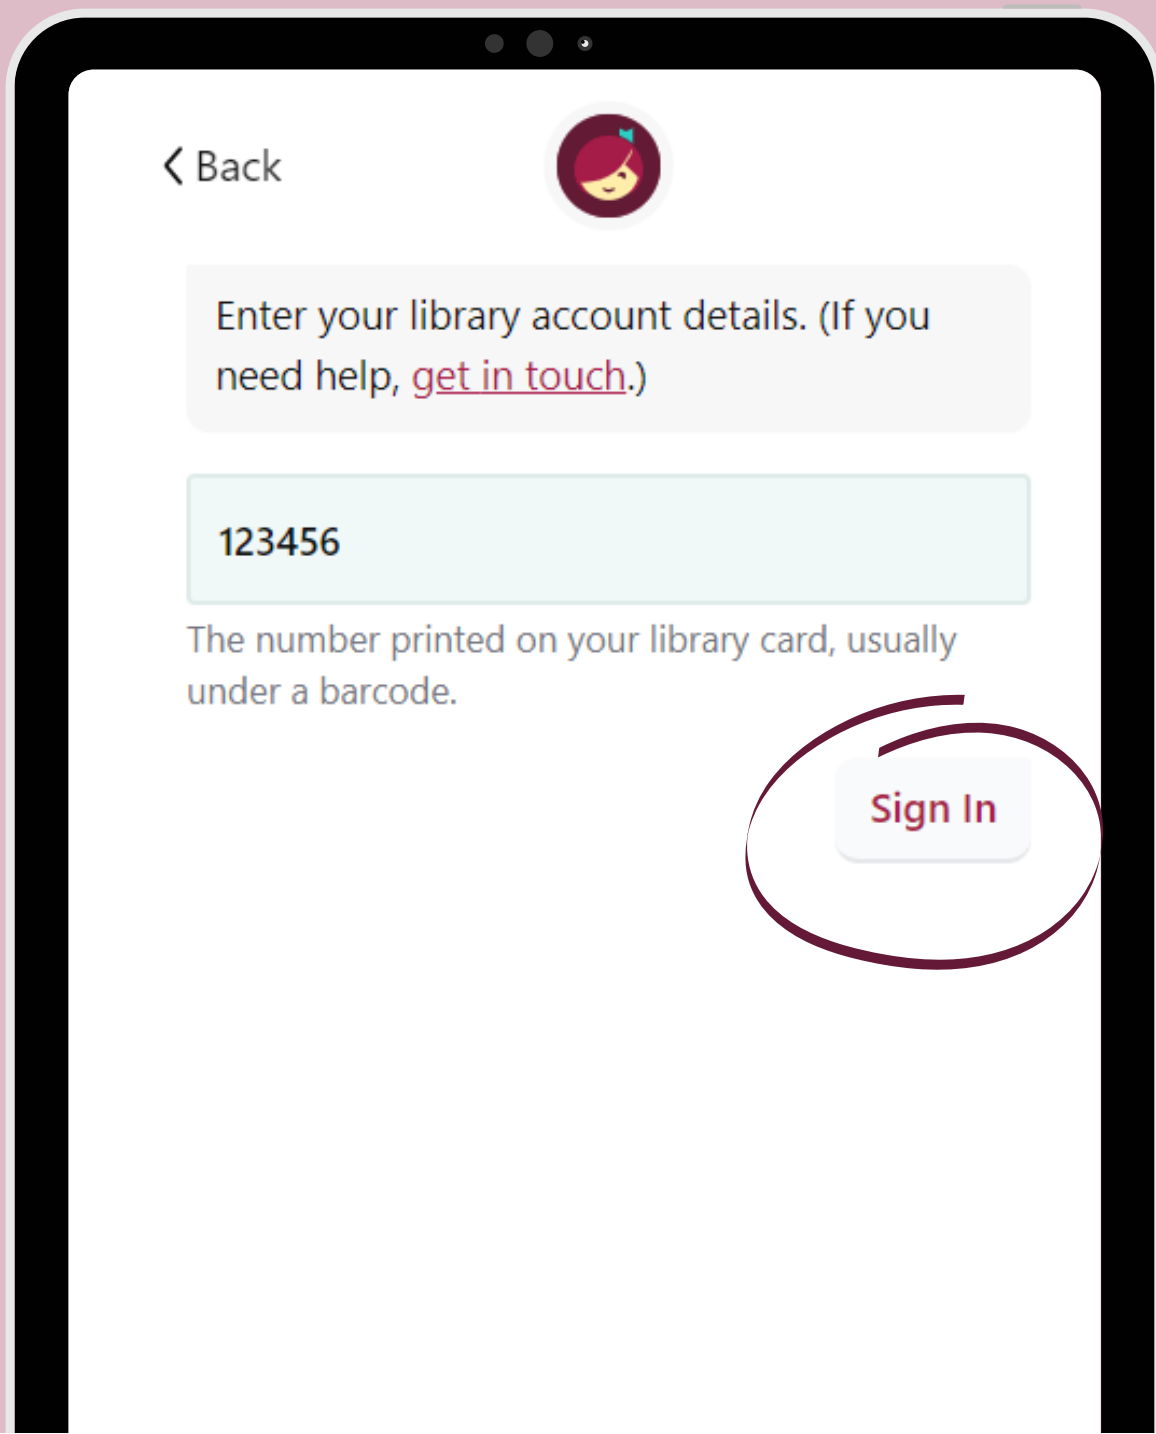 Back
Enter your library account details. (If you
need help, get in touch.)
123456
The number printed on your library card, usually
under a barcode.
Sign In